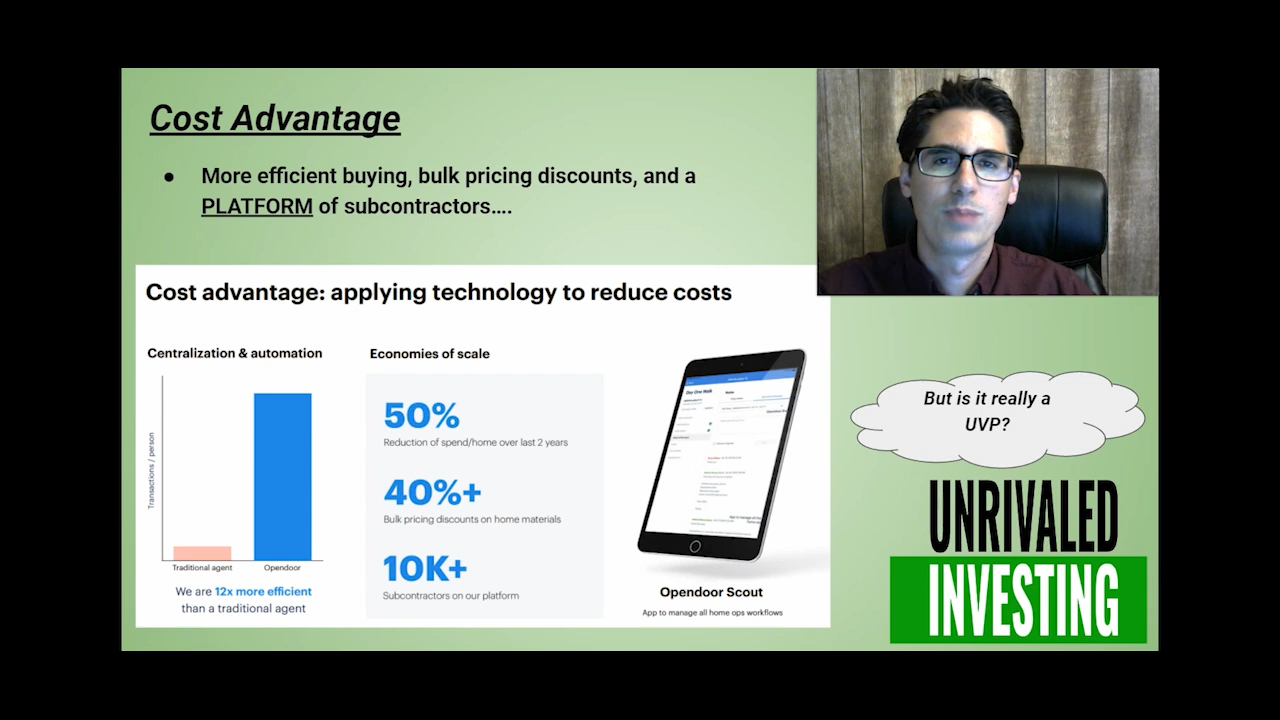 Cost Advantage
● More efficient buying, bulk pricing discounts, and a
PLATFORM of subcontractors....
Cost advantage: applying technology to reduce costs
Centralization & automation
Transactions / person
Traditional agent
Opendoor
We are 12x more efficient
than a traditional agent
Economies of scale
50%
Reduction of spend/home over last 2 years
40%+
Bulk pricing discounts on home materials
10K+
Subcontractors on our platform
Day One Walk
Opendoor Scout
App to manage all home ops workflows
But is it really a
UVP?
UNRIVALED
INVESTING